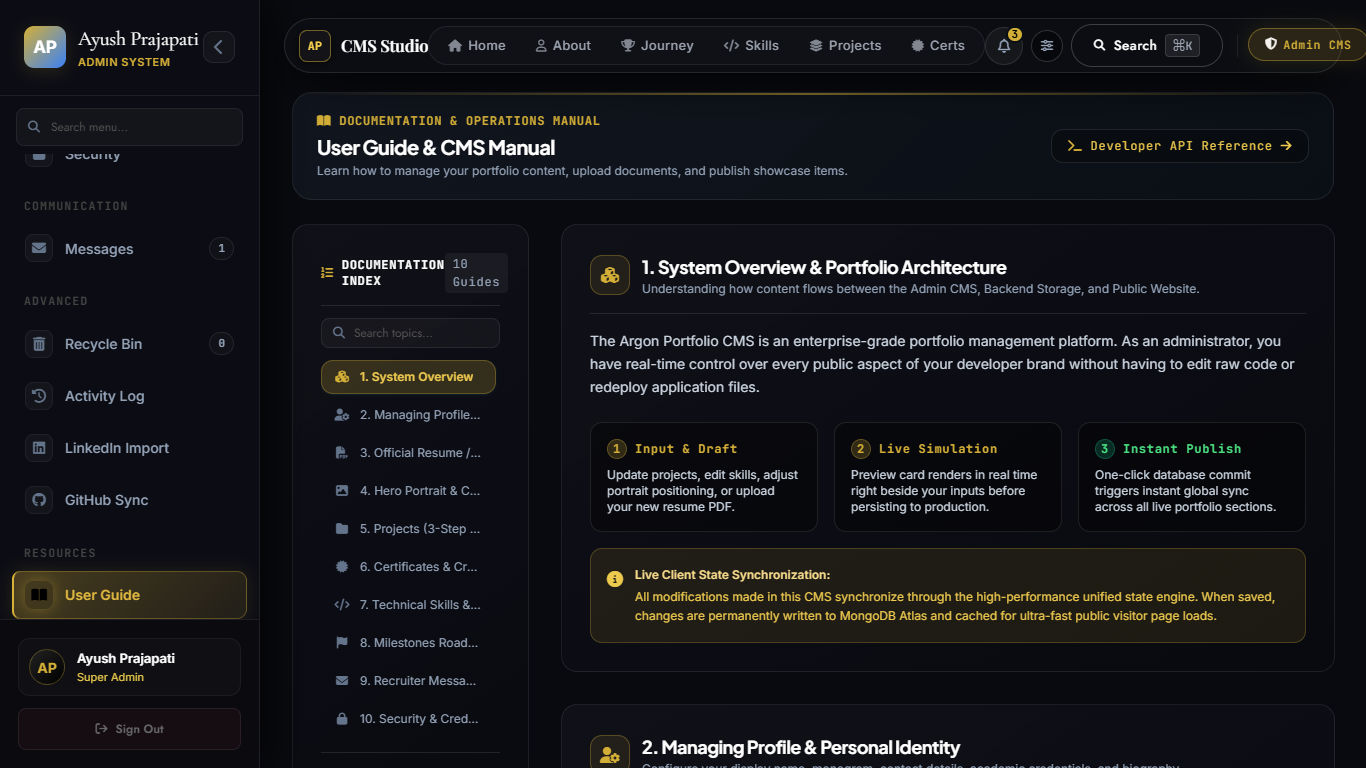 AP
Ayush Prajapati
ADMIN SYSTEM
Search menu...
Security
COMMUNICATION
Messages 1
ADVANCED
Recycle Bin 0
Activity Log
LinkedIn Import
GitHub Sync
RESOURCES
User Guide
AP
Ayush Prajapati
Super Admin
Sign Out
AP CMS Studio Home About Journey Skills Projects Certs 3 Search ⌘K Admin CMS
DOCUMENTATION & OPERATIONS MANUAL
User Guide & CMS Manual
Learn how to manage your portfolio content, upload documents, and publish showcase items.
Developer API Reference →
DOCUMENTATION INDEX
10 Guides
Search topics...
1. System Overview
2. Managing Profile...
3. Official Resume /...
4. Hero Portrait & C...
5. Projects (3-Step ...
6. Certificates & Cr...
7. Technical Skills &...
8. Milestones Road...
9. Recruiter Messa...
10. Security & Cred...
1. System Overview & Portfolio Architecture
Understanding how content flows between the Admin CMS, Backend Storage, and Public Website.
The Argon Portfolio CMS is an enterprise-grade portfolio management platform. As an administrator, you
have real-time control over every public aspect of your developer brand without having to edit raw code or
redeploy application files.
1 Input & Draft
Update projects, edit skills, adjust
portrait positioning, or upload
your new resume PDF.
2 Live Simulation
Preview card renders in real time
right beside your inputs before
persisting to production.
3 Instant Publish
One-click database commit
triggers instant global sync
across all live portfolio sections.
Live Client State Synchronization:
All modifications made in this CMS synchronize through the high-performance unified state engine. When saved,
changes are permanently written to MongoDB Atlas and cached for ultra-fast public visitor page loads.
2. Managing Profile & Personal Identity
Configure your display name, monogram, contact details, academic credentials, and biography.